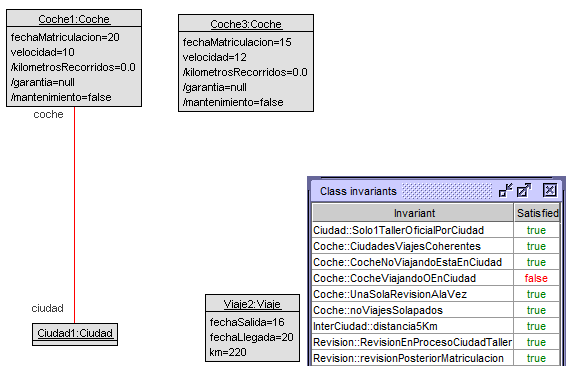 Coche1:Coche
fechaMatriculacion=20
velocidad=10
/kilometrosRecorridos=0.0
/garantia=null
/mantenimiento=false
coche
Coche3:Coche
fechaMatriculacion=15
velocidad=12
/kilometrosRecorridos=0.0
/garantia=null
/mantenimiento=false
ciudad
Ciudad1:Ciudad
Viaje2:Viaje
fechaSalida=16
fechaLlegada=20
km=220
Class invariants
Invariant Satisfied
Ciudad::Solo1TallerOficialPorCiudad true
Coche::CiudadesViajesCoherentes true
Coche::CocheNoViajandoEstaEnCiudad true
Coche::CocheViajandoOEnCiudad false
Coche::UnaSolaRevisionAlaVez true
Coche::noViajesSolapados true
InterCiudad::distancia5Km true
Revision::RevisionEnProcesoCiudadTaller true
Revision::revisionPosteriorMatriculacion true